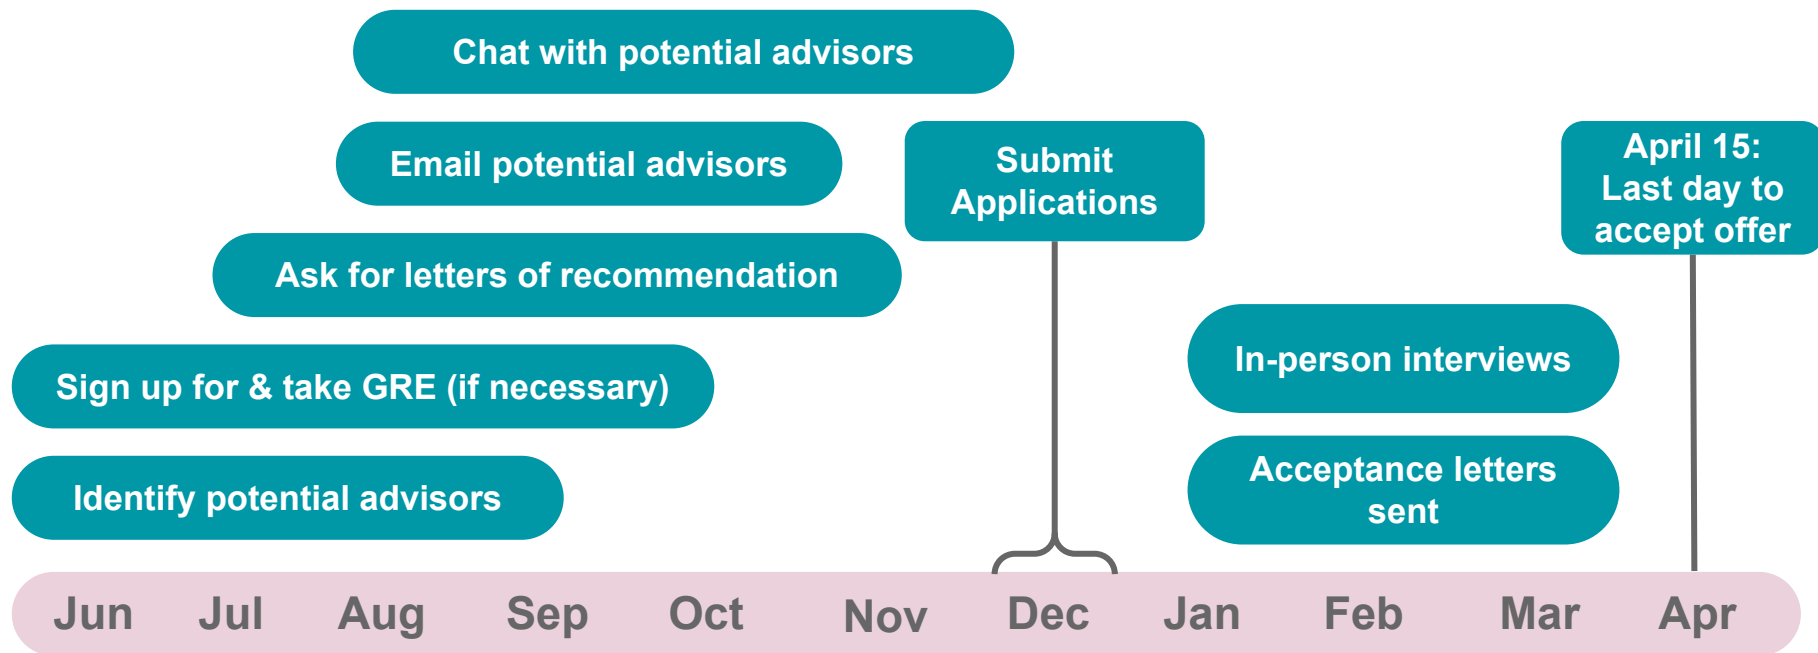 Chat with potential advisors
Email potential advisors
Submit
Applications
April 15:
Last day to
accept offer
Ask for letters of recommendation
In-person interviews
Sign up for & take GRE (if necessary)
Acceptance letters
sent
Identify potential advisors
Jun Jul Aug Sep Oct Nov Dec Jan Feb Mar Apr